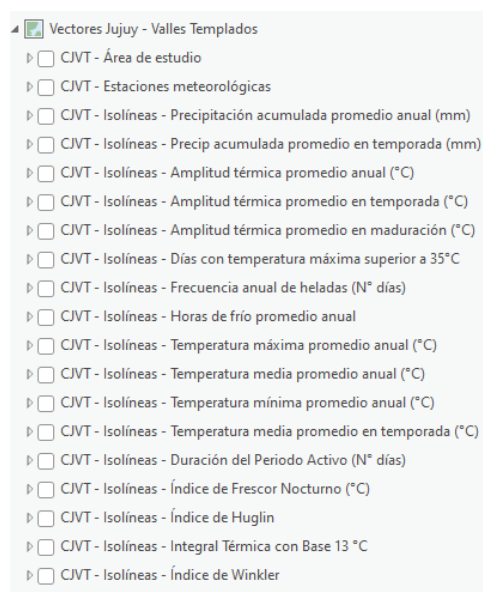 Vectores Jujuy - Valles Templados
CJVT - Área de estudio
CJVT - Estaciones meteorológicas
CJVT - Isolíneas - Precipitación acumulada promedio anual (mm)
CJVT - Isolíneas - Precip acumulada promedio en temporada (mm)
CJVT - Isolíneas - Amplitud térmica promedio anual (°C)
CJVT - Isolíneas - Amplitud térmica promedio en temporada (°C)
CJVT - Isolíneas - Amplitud térmica promedio en maduración (°C)
CJVT - Isolíneas - Días con temperatura máxima superior a 35°C
CJVT - Isolíneas - Frecuencia anual de heladas (N° días)
CJVT - Isolíneas - Horas de frío promedio anual
CJVT - Isolíneas - Temperatura máxima promedio anual (°C)
CJVT - Isolíneas - Temperatura media promedio anual (°C)
CJVT - Isolíneas - Temperatura mínima promedio anual (°C)
CJVT - Isolíneas - Temperatura media promedio en temporada (°C)
CJVT - Isolíneas - Duración del Periodo Activo (N° días)
CJVT - Isolíneas - Índice de Frescor Nocturno (°C)
CJVT - Isolíneas - Índice de Huglin
CJVT - Isolíneas - Integral Térmica con Base 13 °C
CJVT - Isolíneas - Índice de Winkler